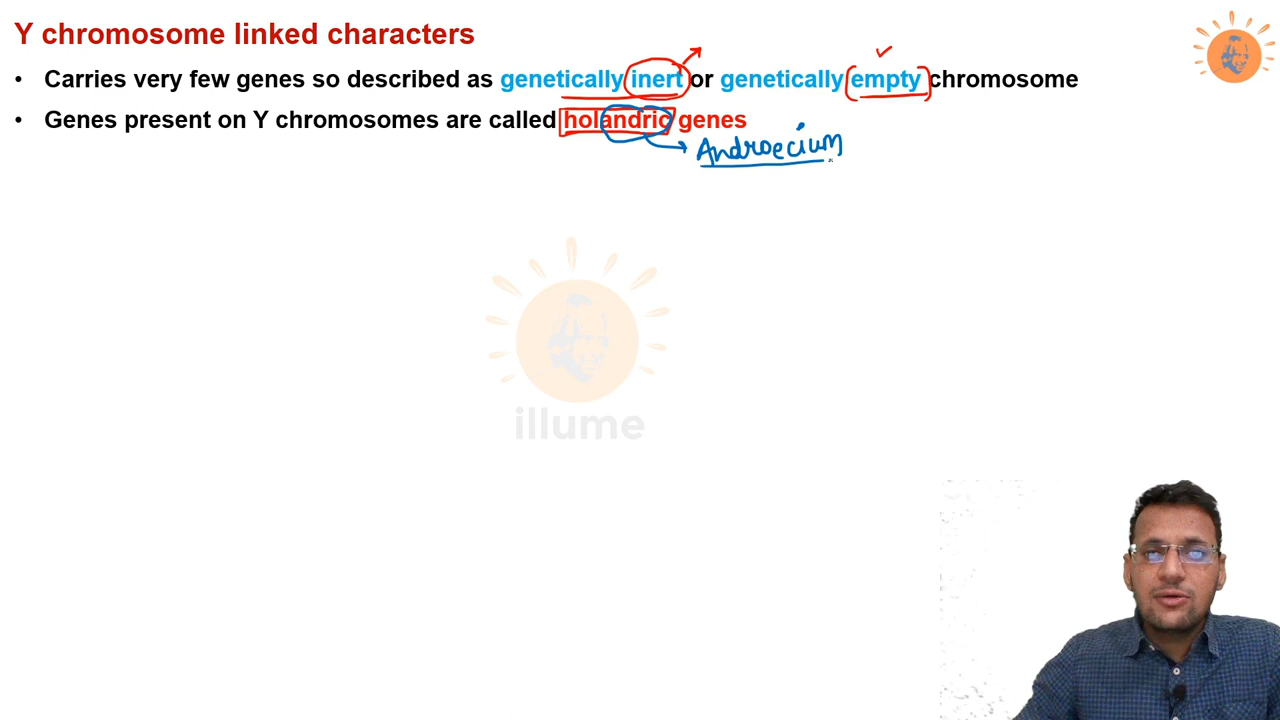 Y chromosome linked characters
• Carries very few genes so described as genetically inert or genetically empty chromosome
• Genes present on Y chromosomes are called holandric genes
Androecium
illume